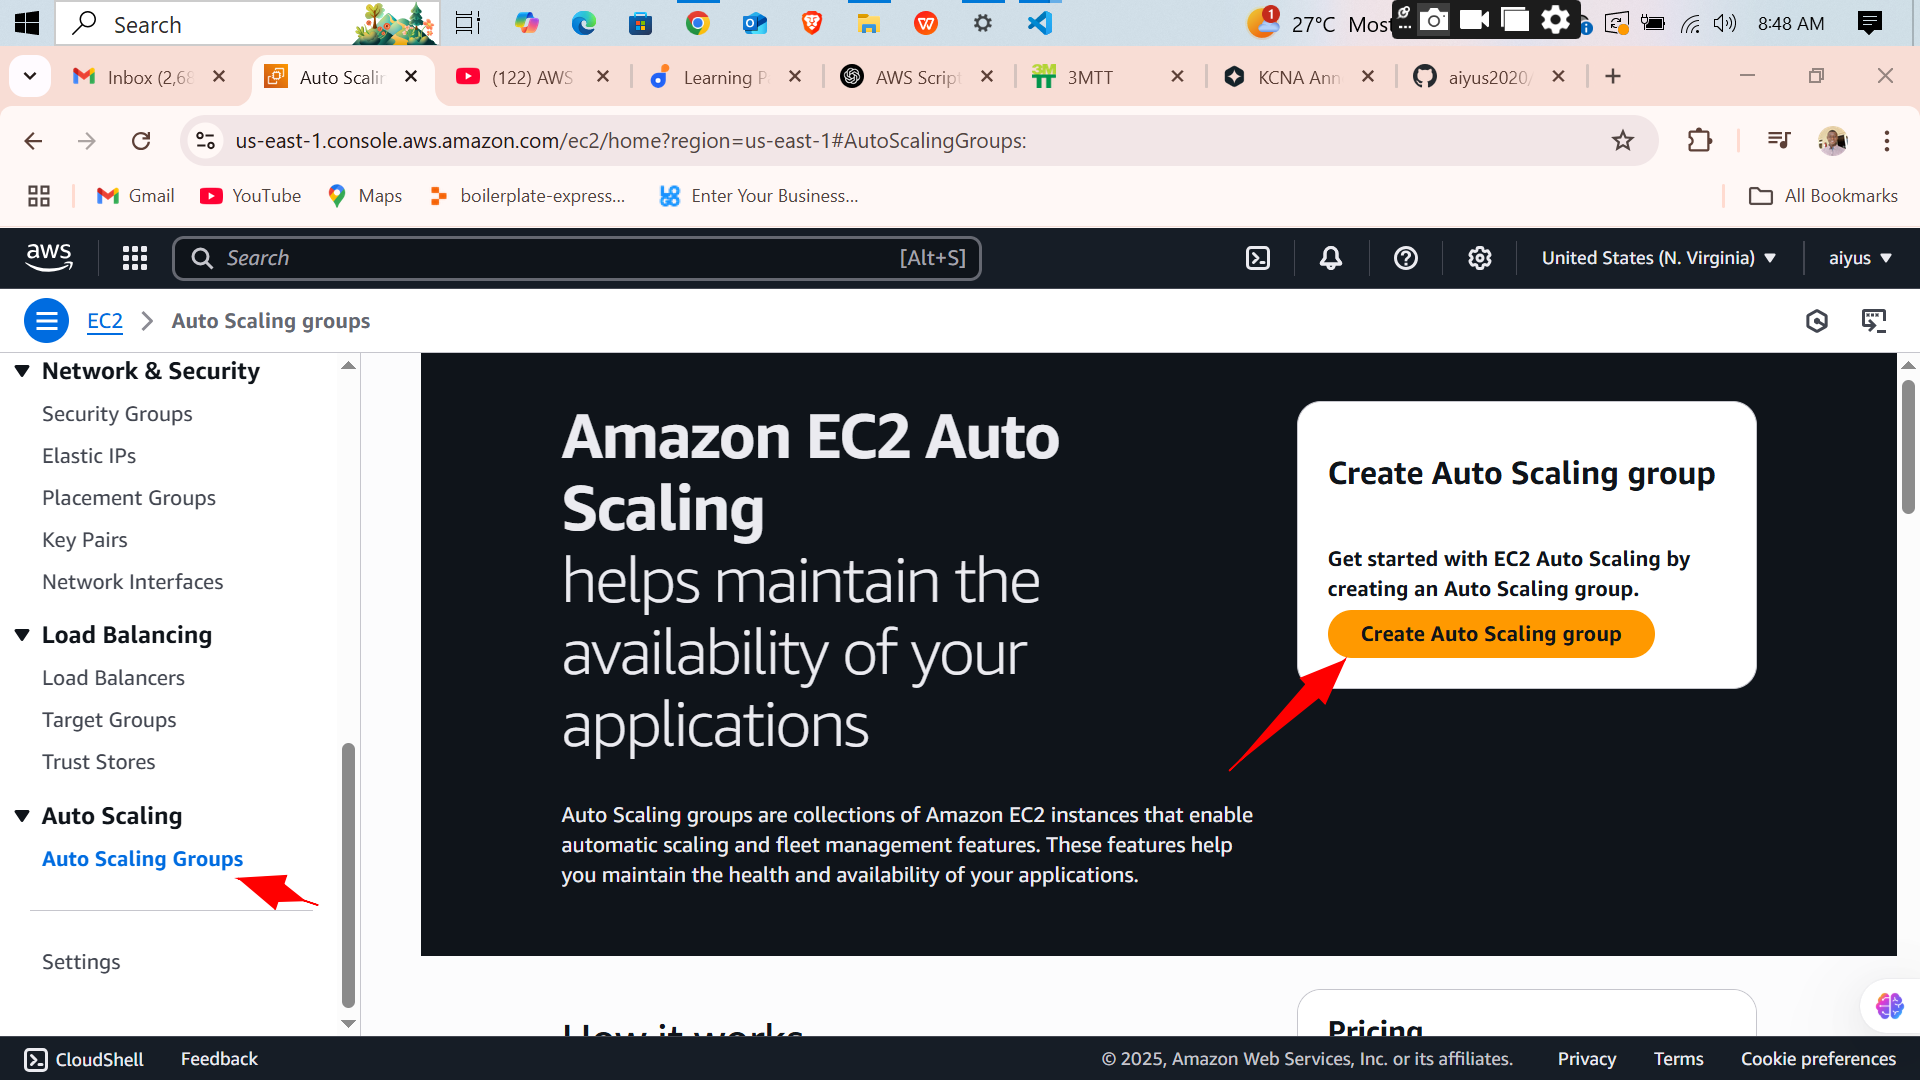 Search
1
27°C Most
8:48 AM
Inbox (2,68
Auto Scalin
(122) AWS
Learning Pa
AWS Script
3MTT
KCNA Ann
aiyus2020/
us-east-1.console.aws.amazon.com/ec2/home?region=us-east-1#AutoScalingGroups:
Gmail
YouTube
Maps
boilerplate-express...
Enter Your Business...
All Bookmarks
aws
Search
[Alt+S]
United States (N. Virginia)
aiyus
EC2
Auto Scaling groups
Network & Security
Security Groups
Elastic IPs
Placement Groups
Key Pairs
Network Interfaces
Load Balancing
Load Balancers
Target Groups
Trust Stores
Auto Scaling
Auto Scaling Groups
Settings
Amazon EC2 Auto
Scaling
helps maintain the
availability of your
applications
Auto Scaling groups are collections of Amazon EC2 instances that enable
automatic scaling and fleet management features. These features help
you maintain the health and availability of your applications.
Create Auto Scaling group
Get started with EC2 Auto Scaling by
creating an Auto Scaling group.
Create Auto Scaling group
How it works
Pricing
CloudShell
Feedback
© 2025, Amazon Web Services, Inc. or its affiliates.
Privacy
Terms
Cookie preferences